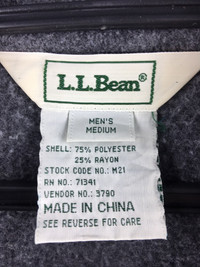 L.L.Bean®
MEN'S
MEDIUM
SHELL: 75% POLYESTER
25% RAYON
STOCK CODE NO.: M21
RN NO.: 71341
VENDOR NO.: 3790
MADE IN CHINA
SEE REVERSE FOR CARE